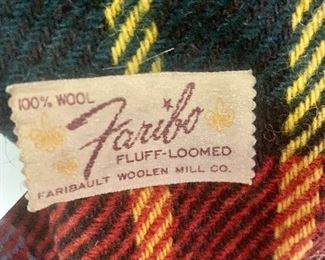 100% WOOL
Faribo
FLUFF-LOOMED
FARIBAULT WOOLEN MILL CO.